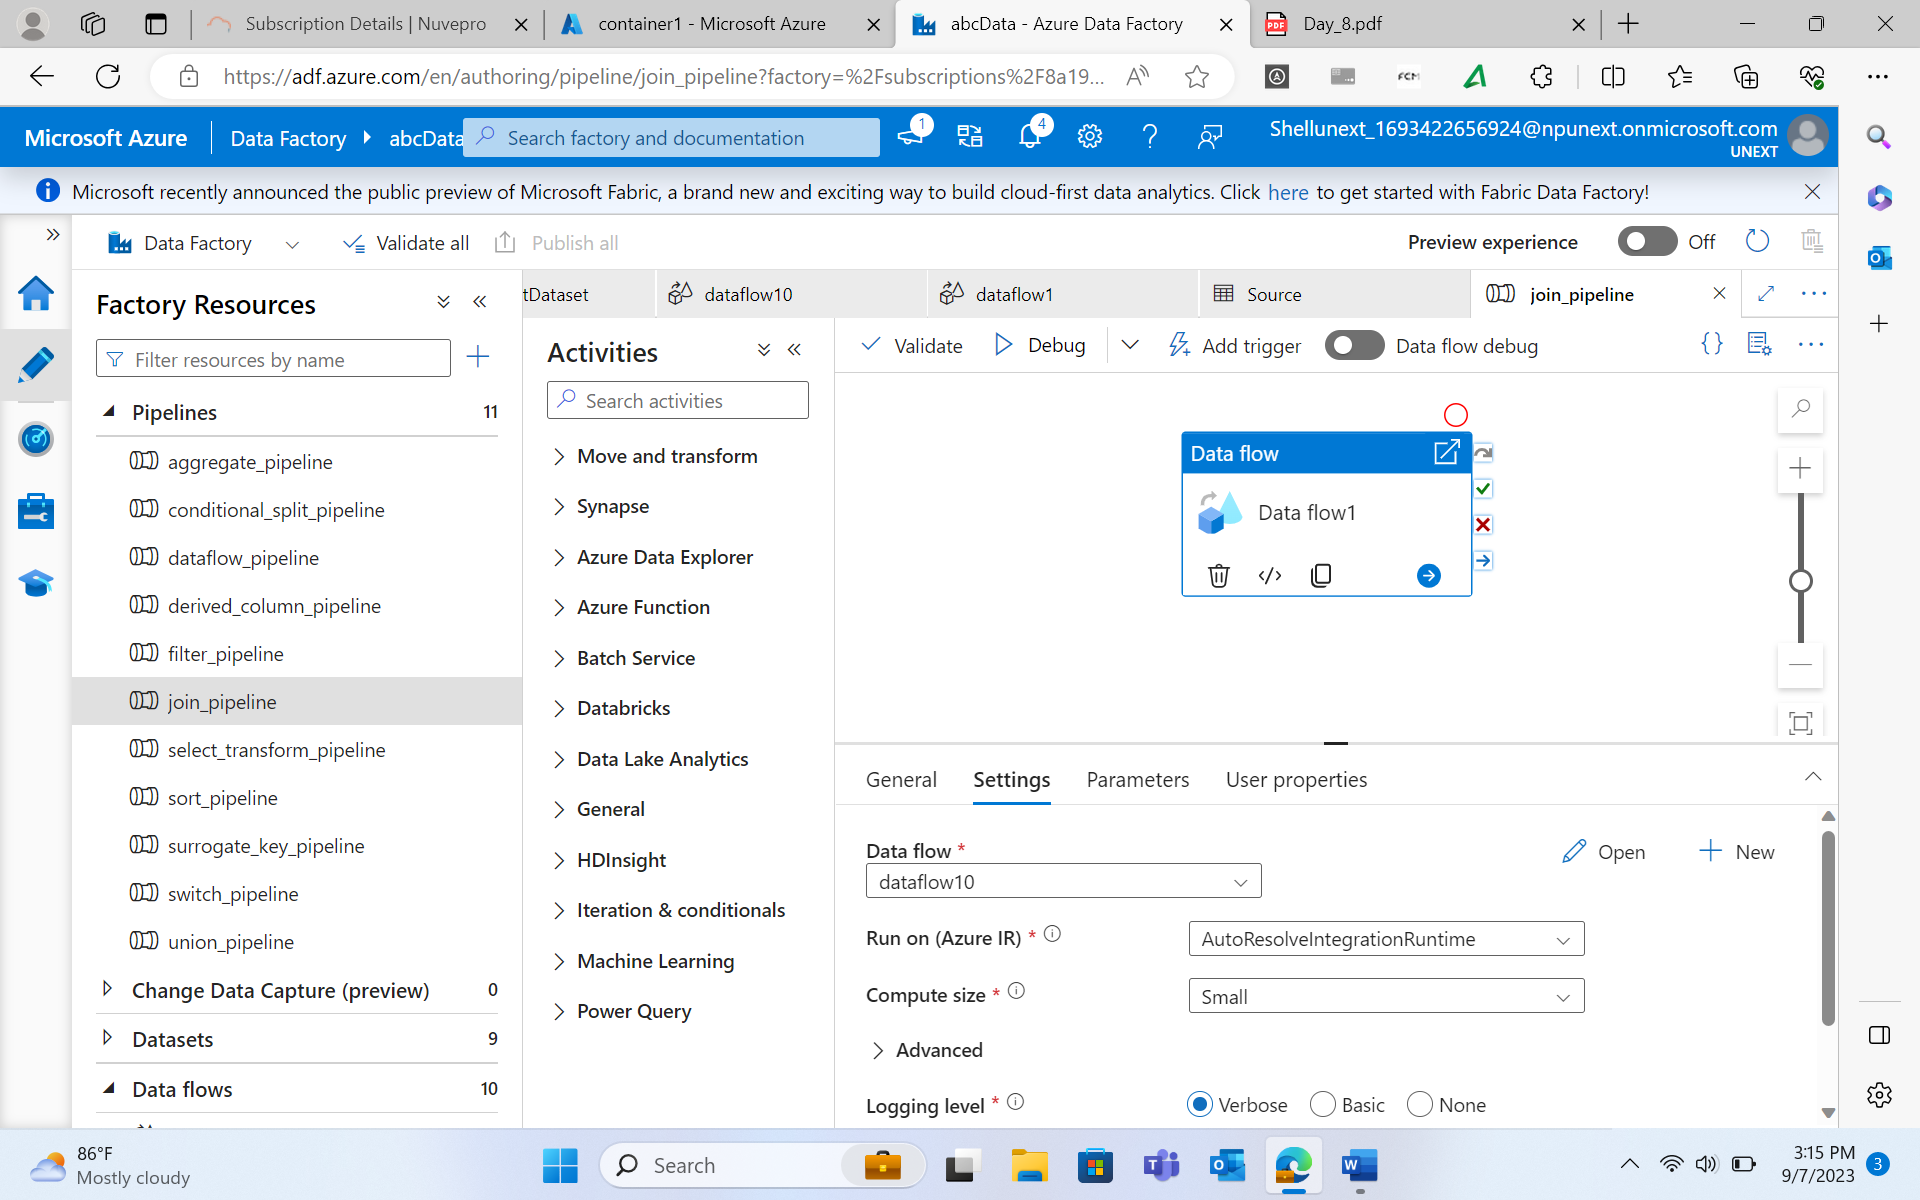 Subscription Details | Nuvepro
container1 - Microsoft Azure
abcData - Azure Data Factory
Day_8.pdf
https://adf.azure.com/en/authoring/pipeline/join_pipeline?factory=%2Fsubscriptions%2F8a19...
Microsoft Azure
Data Factory
abcData
Search factory and documentation
1
4
Shellunext_1693422656924@npunext.onmicrosoft.com
UNEXT
Microsoft recently announced the public preview of Microsoft Fabric, a brand new and exciting way to build cloud-first data analytics. Click here to get started with Fabric Data Factory!
Data Factory
Validate all
Publish all
Preview experience
Off
Factory Resources
Filter resources by name
Pipelines 11
aggregate_pipeline
conditional_split_pipeline
dataflow_pipeline
derived_column_pipeline
filter_pipeline
join_pipeline
select_transform_pipeline
sort_pipeline
surrogate_key_pipeline
switch_pipeline
union_pipeline
Change Data Capture (preview) 0
Datasets 9
Data flows 10
tDataset
dataflow10
dataflow1
Source
join_pipeline
Activities
Search activities
Move and transform
Synapse
Azure Data Explorer
Azure Function
Batch Service
Databricks
Data Lake Analytics
General
HDInsight
Iteration & conditionals
Machine Learning
Power Query
Validate
Debug
Add trigger
Data flow debug
Data flow
Data flow1
General
Settings
Parameters
User properties
Data flow *
dataflow10
Open
New
Run on (Azure IR) *
AutoResolveIntegrationRuntime
Compute size *
Small
Advanced
Logging level *
Verbose
Basic
None
86°F
Mostly cloudy
Search
3:15 PM
9/7/2023
3